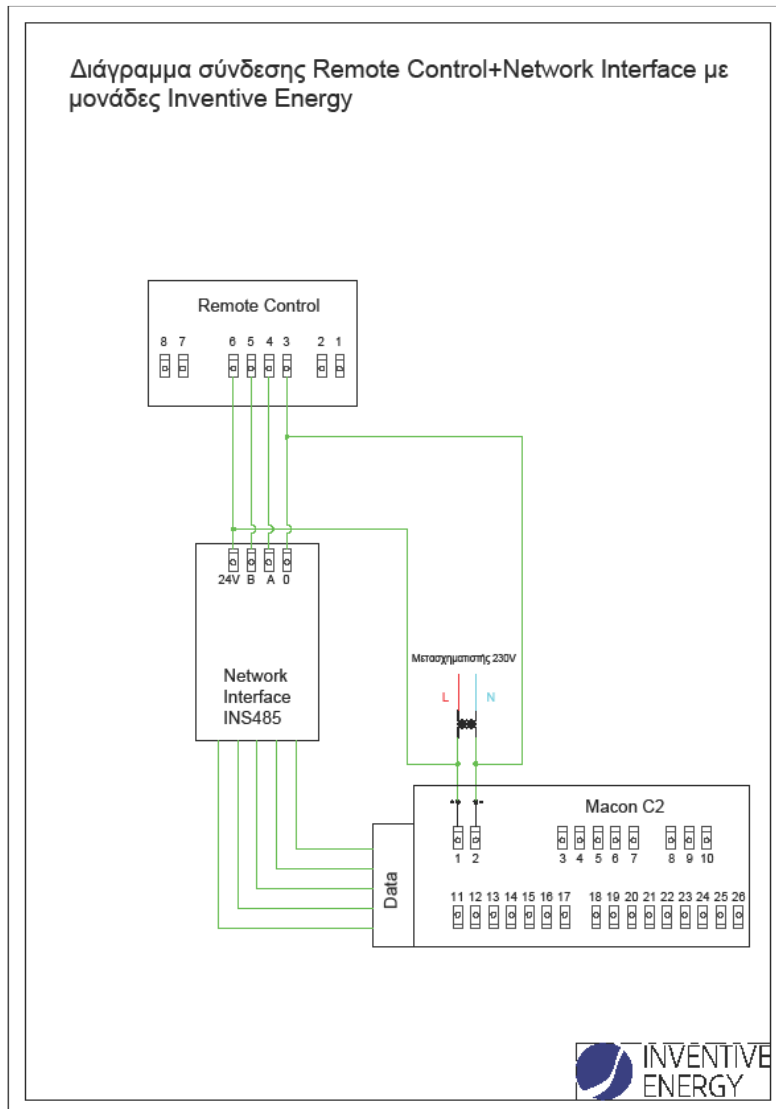 Διάγραμμα σύνδεσης Remote Control+Network Interface με
μονάδες Inventive Energy
Remote Control
8 7 6 5 4 3 2 1
24V B A 0
Network
Interface
INS485
Μετασχηματιστής 230V
L N
Macon C2
1 2 3 4 5 6 7 8 9 10
Data
11 12 13 14 15 16 17 18 19 20 21 22 23 24 25 26
INVENTIVE
ENERGY